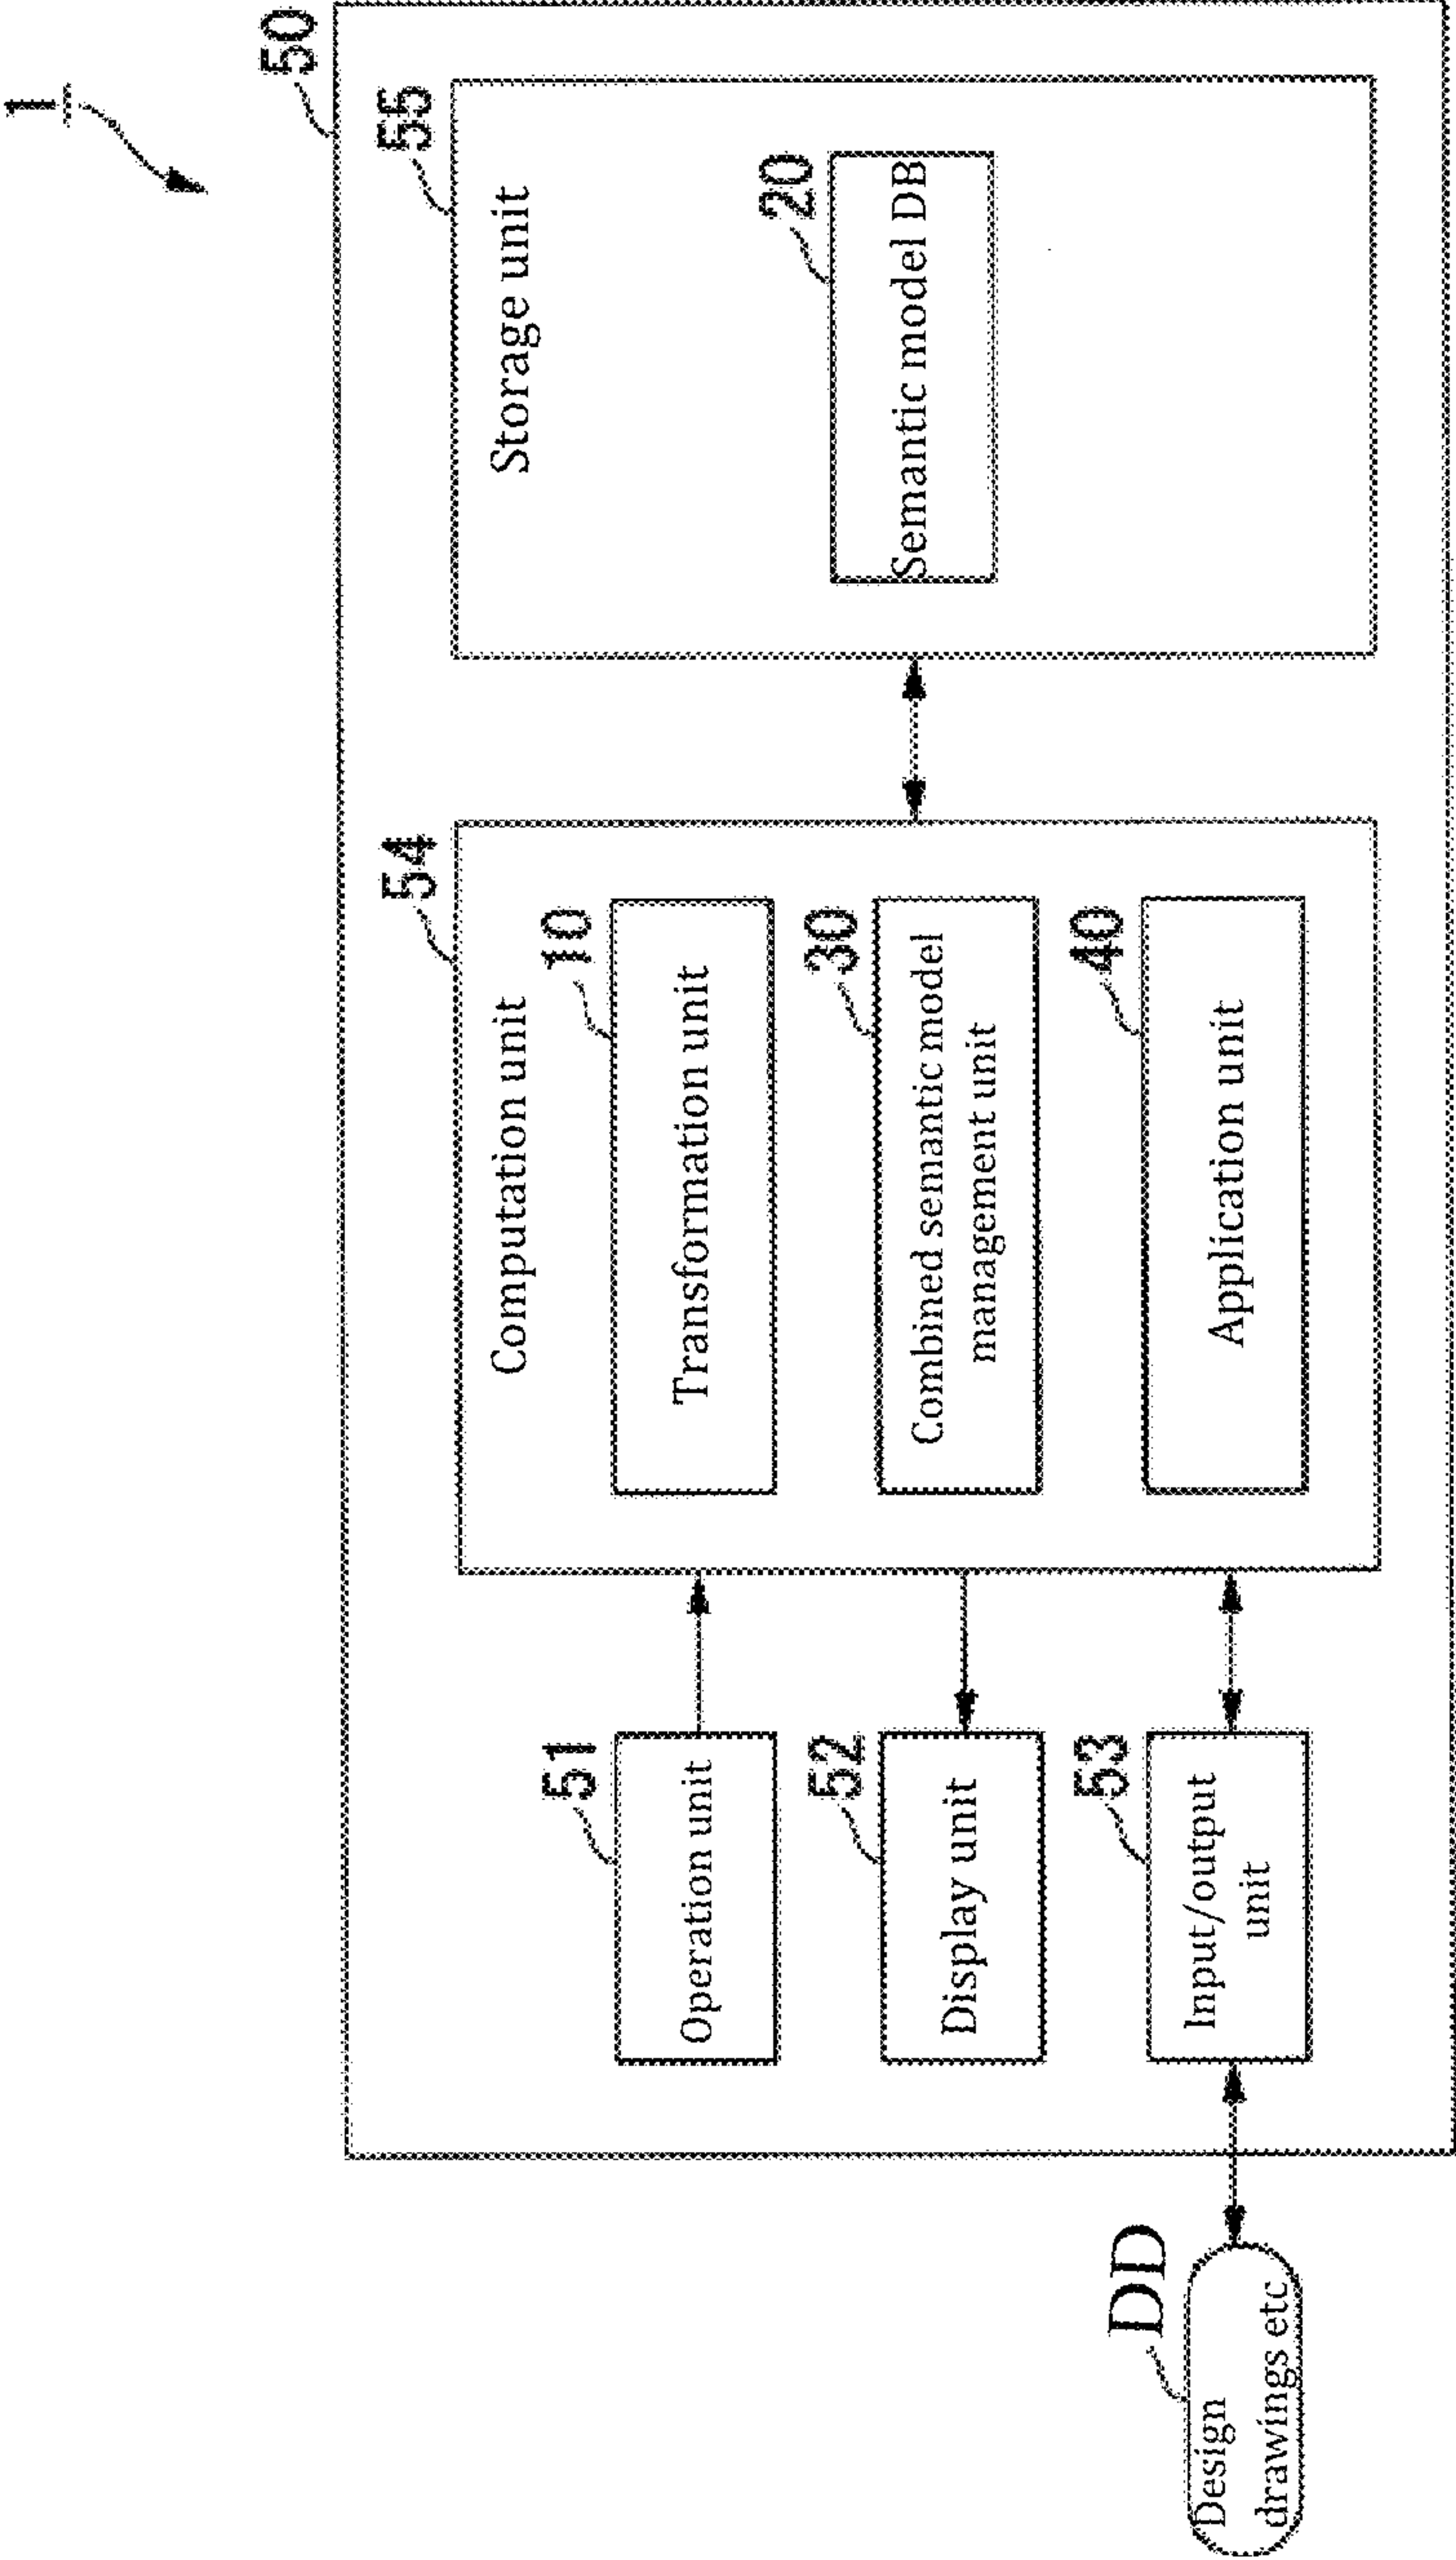 1
50
54
55
Computation unit
Storage unit
51
Operation unit
10
Transformation unit
20
Semantic model DB
52
Display unit
30
Combined semantic model
management unit
DD
Design
drawings etc
53
Input/output
unit
40
Application unit